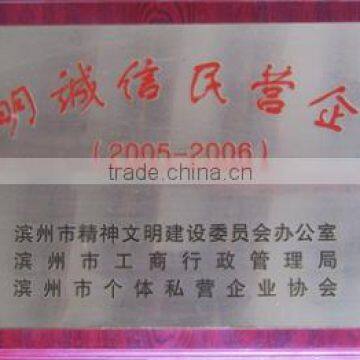 明诚信民营企
(2005-2006)
trade.china.cn
滨州市精神文明建设委员会办公室
滨州市工商行政管理局
滨州市个体私营企业协会